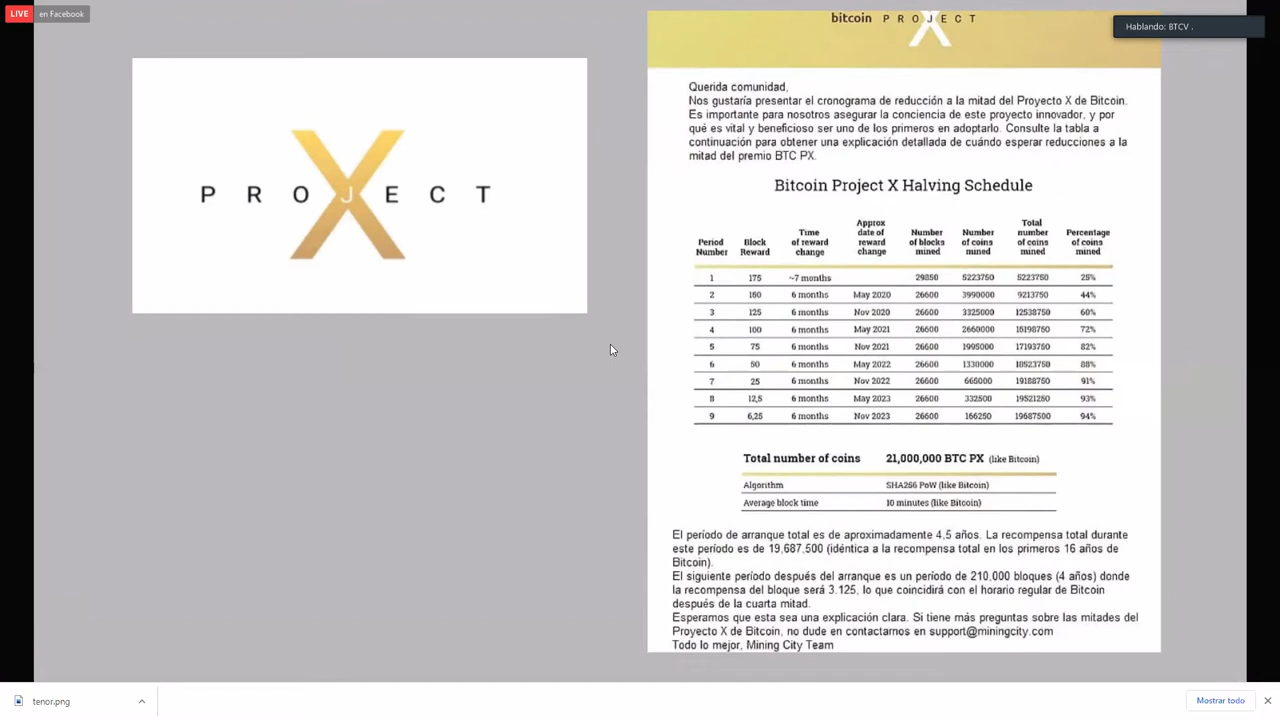 LIVE en Facebook
PROJECT
bitcoin PROJECT
Hablando: BTCV .
Querida comunidad,
Nos gustaría presentar el cronograma de reducción a la mitad del Proyecto X de Bitcoin.
Es importante para nosotros asegurar la conciencia de este proyecto innovador, y por
qué es vital y beneficioso ser uno de los primeros en adoptarlo. Consulte la tabla a
continuación para obtener una explicación detallada de cuándo esperar reducciones a la
mitad del premio BTC PX.
Bitcoin Project X Halving Schedule
Period Number Block Reward Time of reward change Approx date of reward change Number of blocks mined Number of coins mined Total number of coins mined Percentage of coins mined
1 175 ~7 months 29850 5223750 5223750 25%
2 150 6 months May 2020 26600 3990000 9213750 44%
3 125 6 months Nov 2020 26600 3325000 12538750 60%
4 100 6 months May 2021 26600 2660000 15198750 72%
5 75 6 months Nov 2021 26600 1995000 17193750 82%
6 50 6 months May 2022 26600 1330000 18523750 88%
7 25 6 months Nov 2022 26600 665000 19188750 91%
8 12,5 6 months May 2023 26600 332500 19521250 93%
9 6,25 6 months Nov 2023 26600 166250 19687500 94%
Total number of coins 21,000,000 BTC PX (like Bitcoin)
Algorithm SHA256 PoW (like Bitcoin)
Average block time 10 minutes (like Bitcoin)
El período de arranque total es de aproximadamente 4,5 años. La recompensa total durante
este período es de 19,687,500 (idéntica a la recompensa total en los primeros 16 años de
Bitcoin).
El siguiente período después del arranque es un período de 210,000 bloques (4 años) donde
la recompensa del bloque será 3.125, lo que coincidirá con el horario regular de Bitcoin
después de la cuarta mitad.
Esperamos que esta sea una explicación clara. Si tiene más preguntas sobre las mitades del
Proyecto X de Bitcoin, no dude en contactarnos en support@miningcity.com
Todo lo mejor, Mining City Team
tenor.png
Mostrar todo